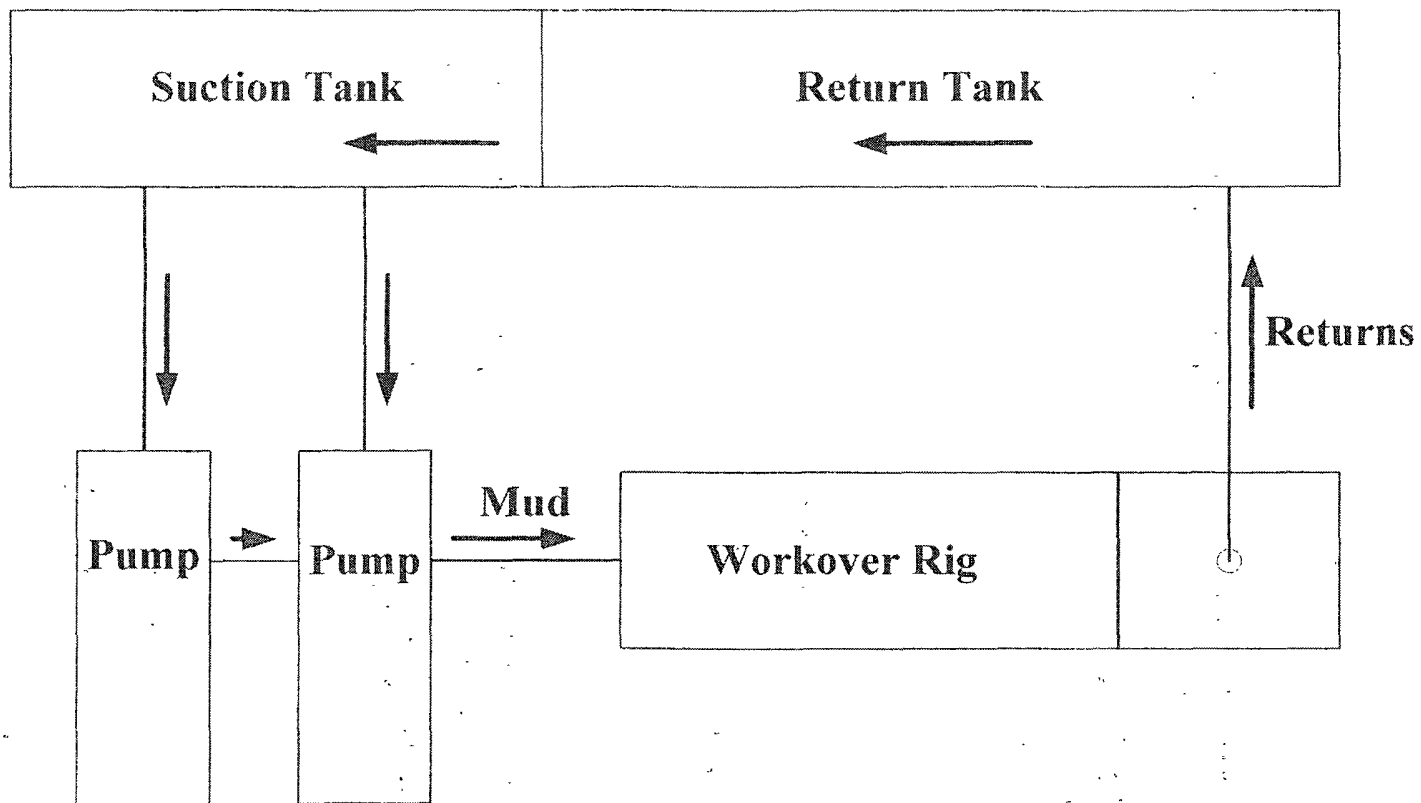 Suction Tank
Return Tank
Returns
Mud
Pump
Pump
Workover Rig